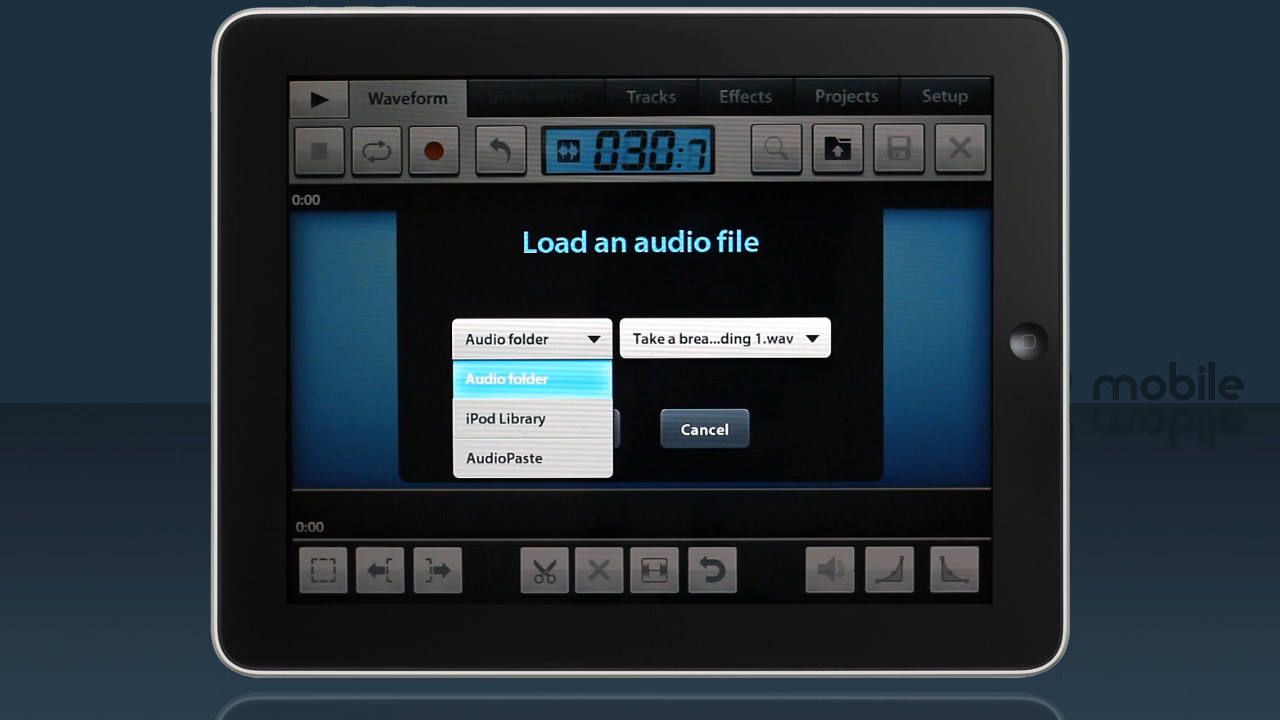 Waveform
Instruments
Tracks
Effects
Projects
Setup
030:7
0:00
Load an audio file
Audio folder
Take a brea...ding 1.wav
Audio folder
iPod Library
AudioPaste
Cancel
mobile
0:00